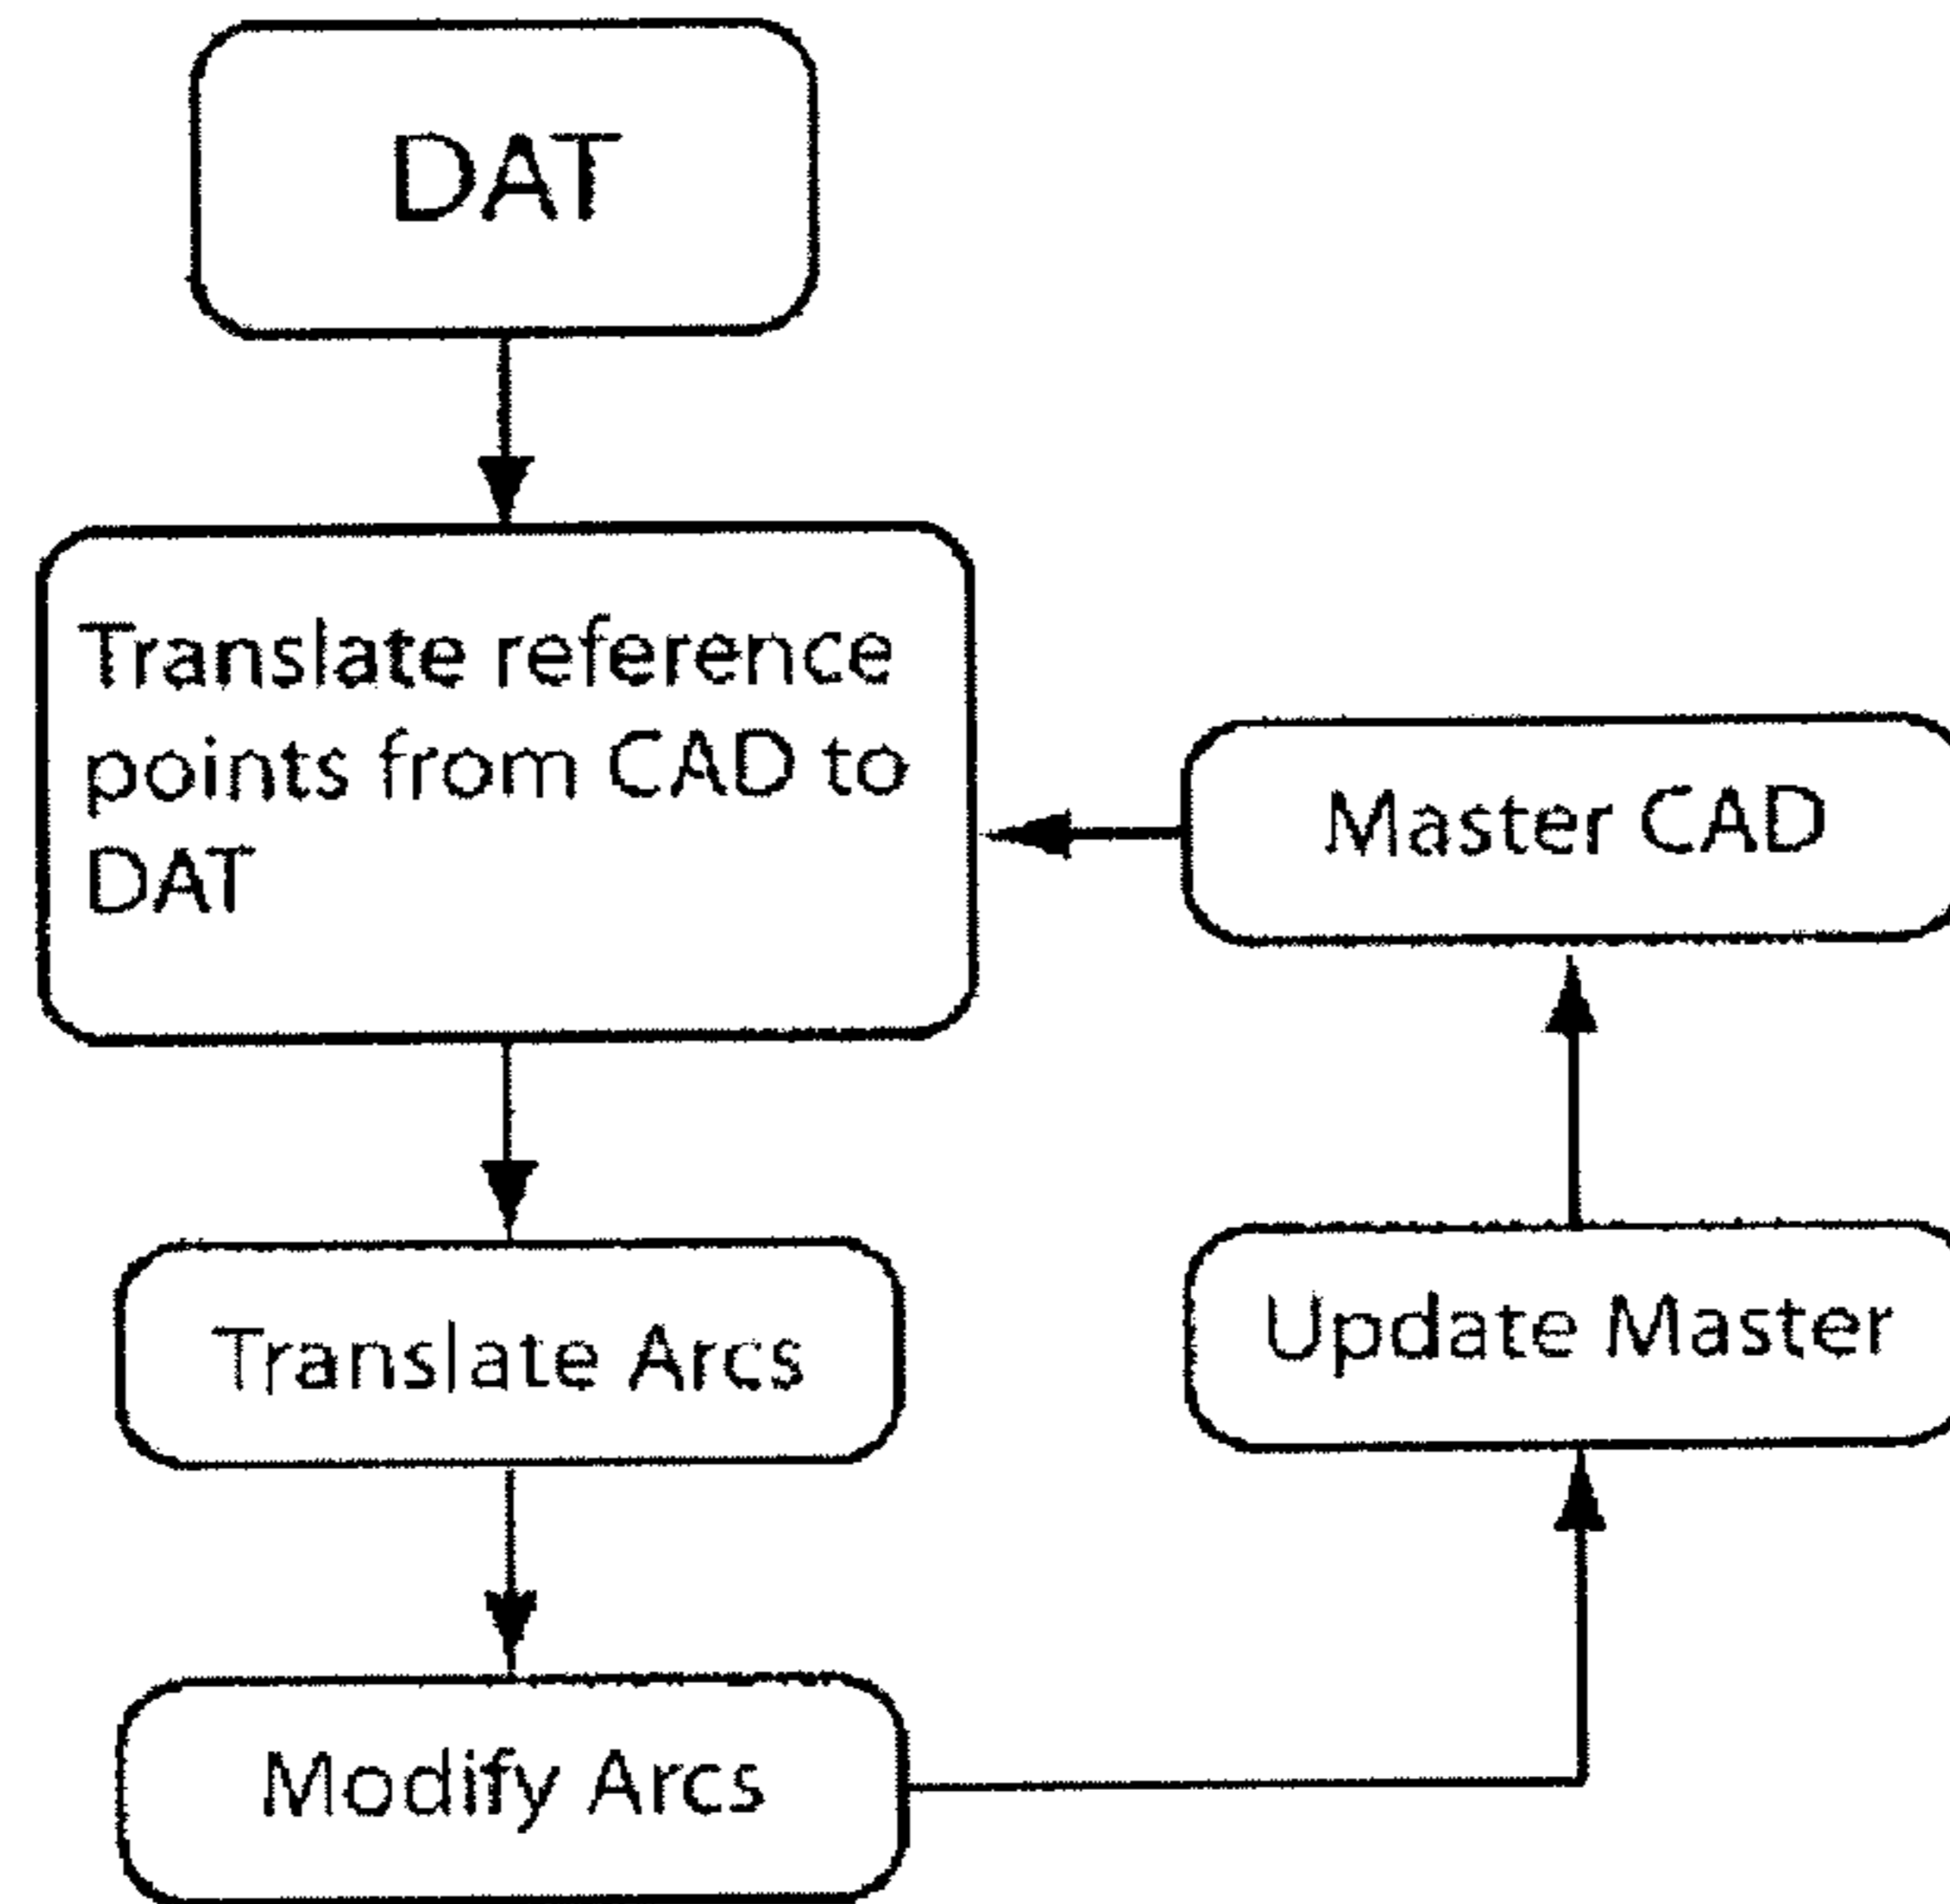 DAT
Translate reference
points from CAD to
DAT
Master CAD
Translate Arcs
Update Master
Modify Arcs